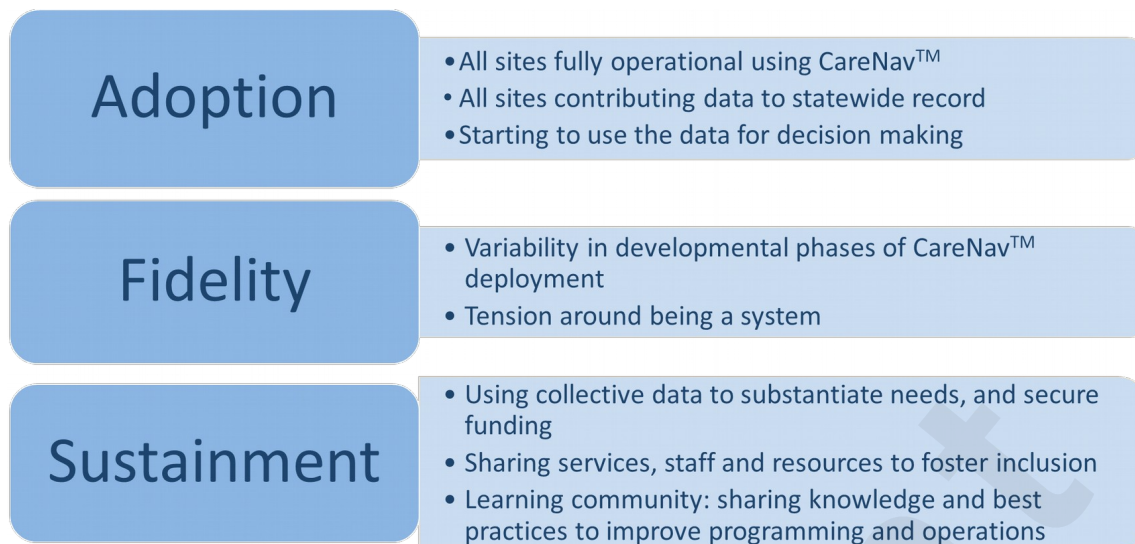 Adoption
•All sites fully operational using CareNav™
• All sites contributing data to statewide record
•Starting to use the data for decision making
Fidelity
• Variability in developmental phases of CareNav™
deployment
• Tension around being a system
Sustainment
• Using collective data to substantiate needs, and secure
funding
• Sharing services, staff and resources to foster inclusion
• Learning community: sharing knowledge and best
practices to improve programming and operations